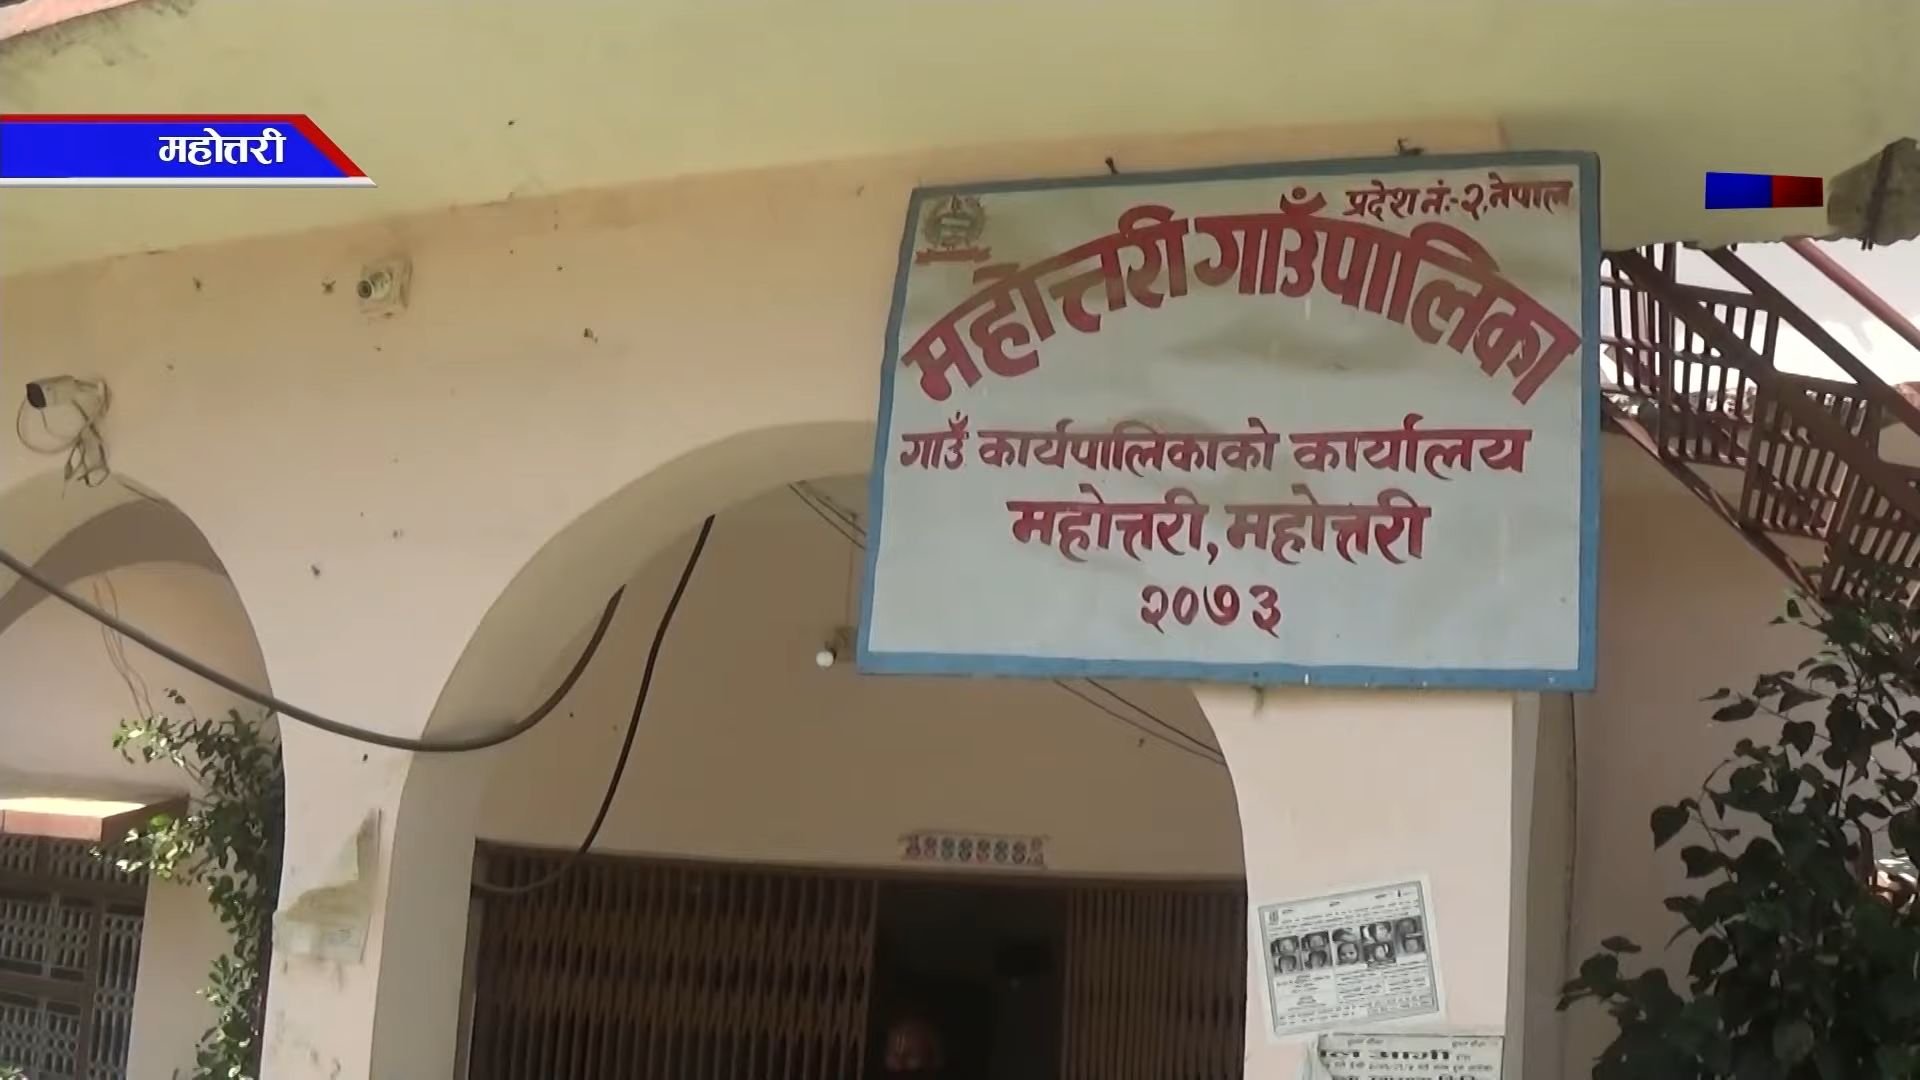 महोत्तरी
प्रदेश नं.-२, नेपाल
महोत्तरी गाउँपालिका
गाउँ कार्यपालिकाको कार्यालय
महोत्तरी, महोत्तरी
२०७३